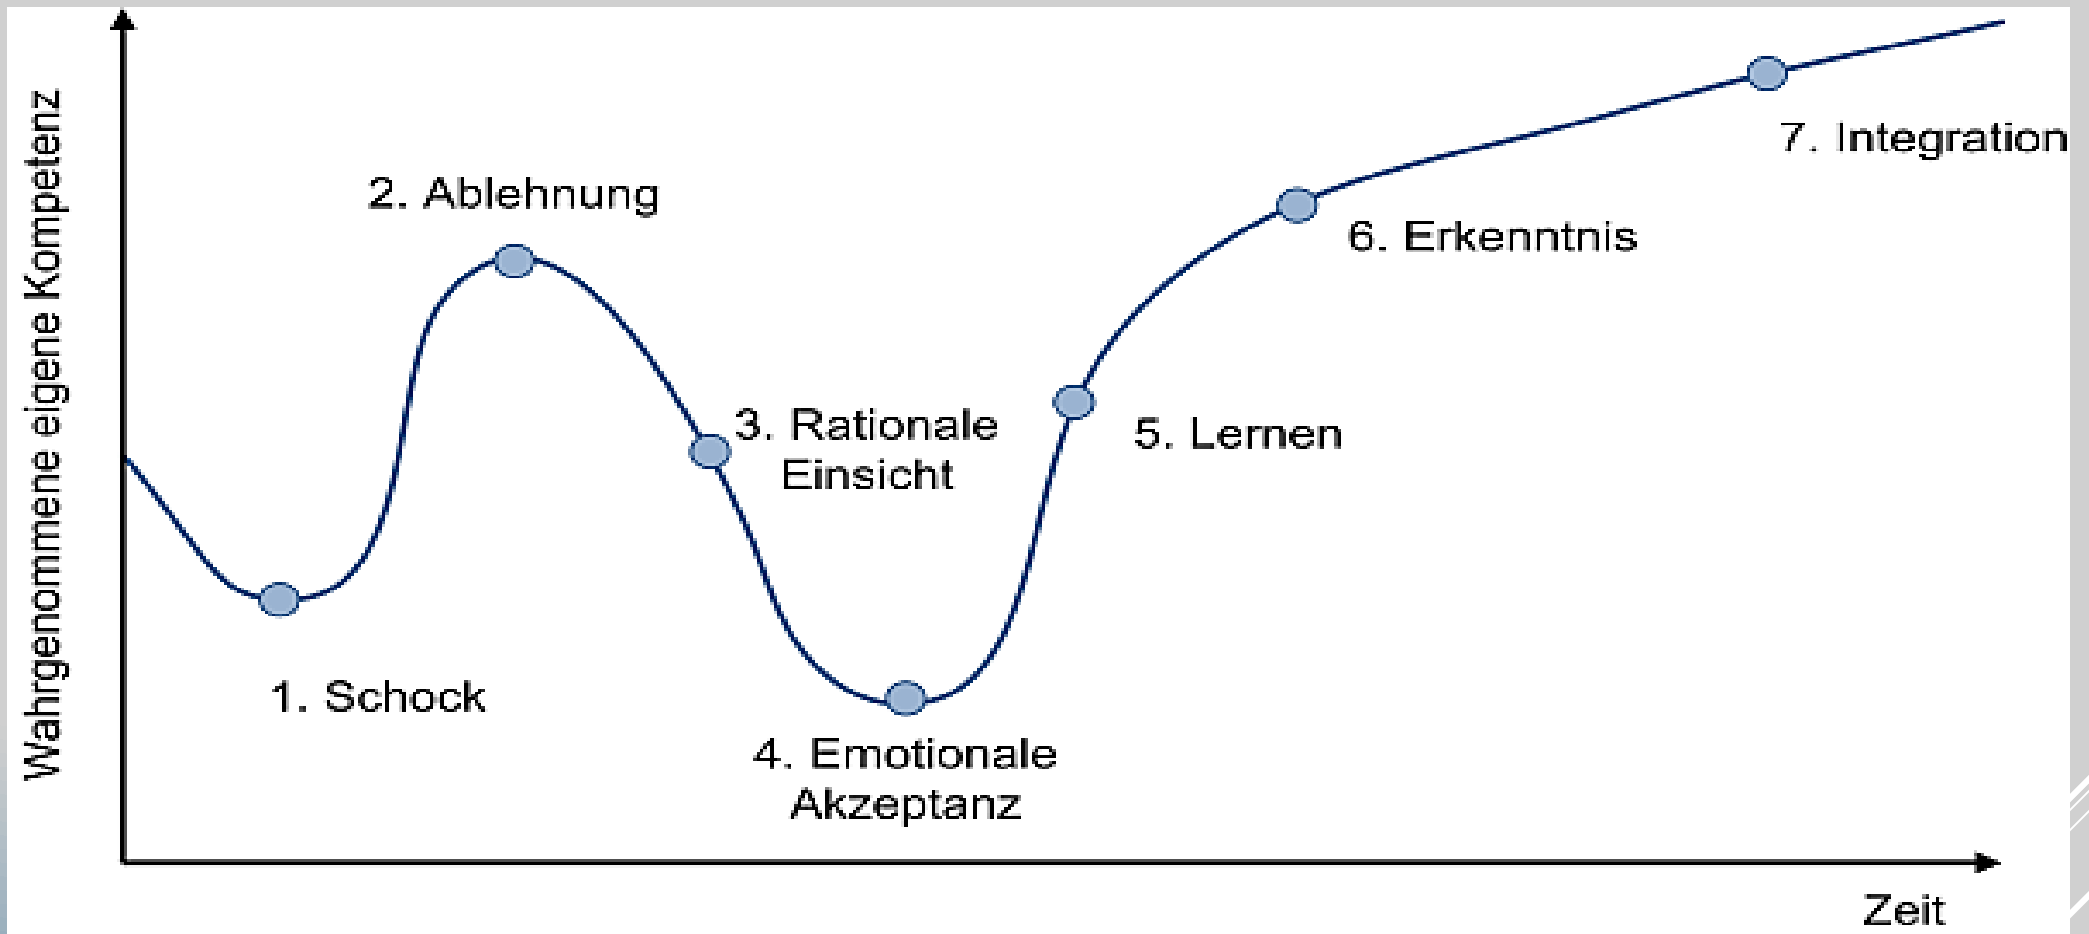 Wahrgenommene eigene Kompetenz
1. Schock
2. Ablehnung
3. Rationale
Einsicht
4. Emotionale
Akzeptanz
5. Lernen
6. Erkenntnis
7. Integration
Zeit